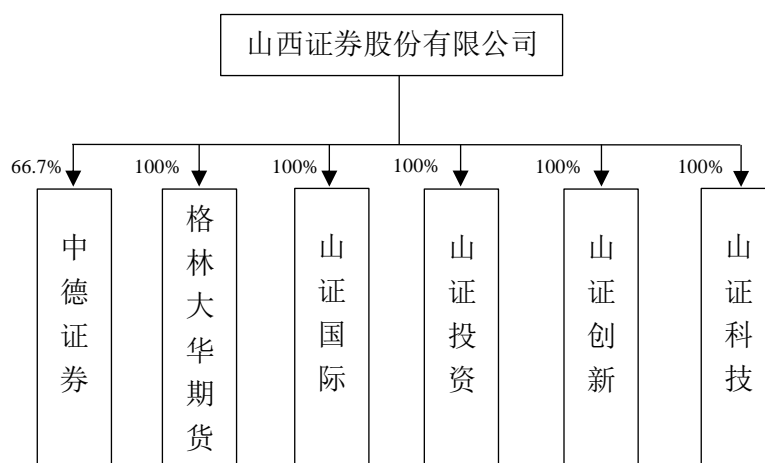 山西证券股份有限公司
66.7%
100%
100%
100%
100%
100%
中德证券
格林大华期货
山证国际
山证投资
山证创新
山证科技